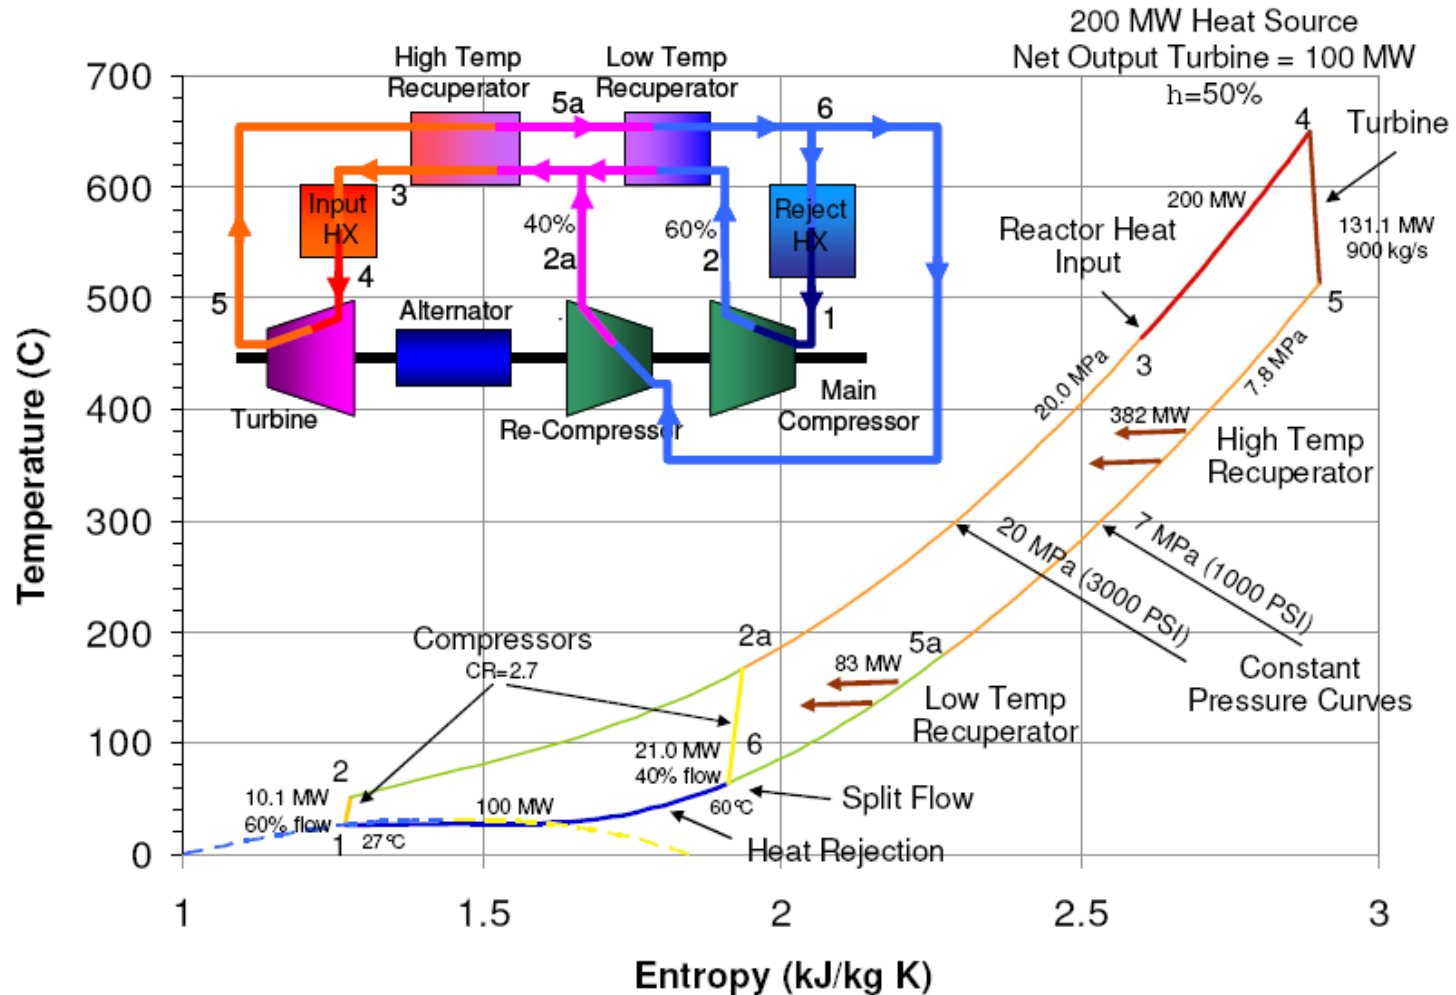 200 MW Heat Source
Net Output Turbine = 100 MW
h=50%
High Temp
Recuperator
Low Temp
Recuperator
5a
6
3
Input
HX
40%
2a
60%
2
Reject
HX
4
5
1
Alternator
Turbine
Re-Compressor
Main
Compressor
4
Turbine
200 MW
131.1 MW
900 kg/s
Reactor Heat
Input
5
3
20.0 MPa
7.8 MPa
382 MW
High Temp
Recuperator
20 MPa (3000 PSI)
7 MPa (1000 PSI)
Constant
Pressure Curves
Compressors
CR=2.7
2a
5a
83 MW
Low Temp
Recuperator
6
21.0 MW
40% flow
60°C
Split Flow
Heat Rejection
2
10.1 MW
60% flow
1
27°C
100 MW
700
600
500
400
300
200
100
0
Temperature (C)
1
1.5
2
2.5
3
Entropy (kJ/kg K)